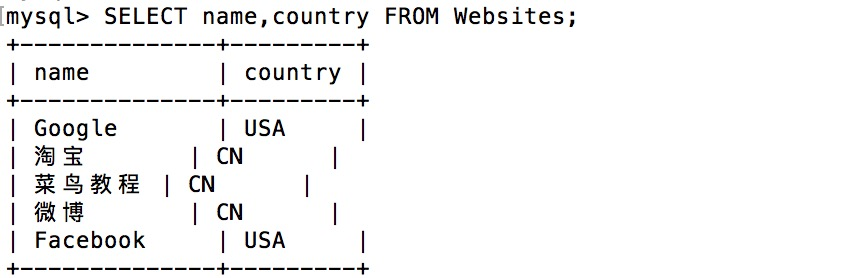 mysql> SELECT name,country FROM Websites;
+--------------+---------+
| name         | country |
+--------------+---------+
| Google       | USA     |
| 淘宝       | CN      |
| 菜鸟教程 | CN      |
| 微博       | CN      |
| Facebook     | USA     |
+--------------+---------+